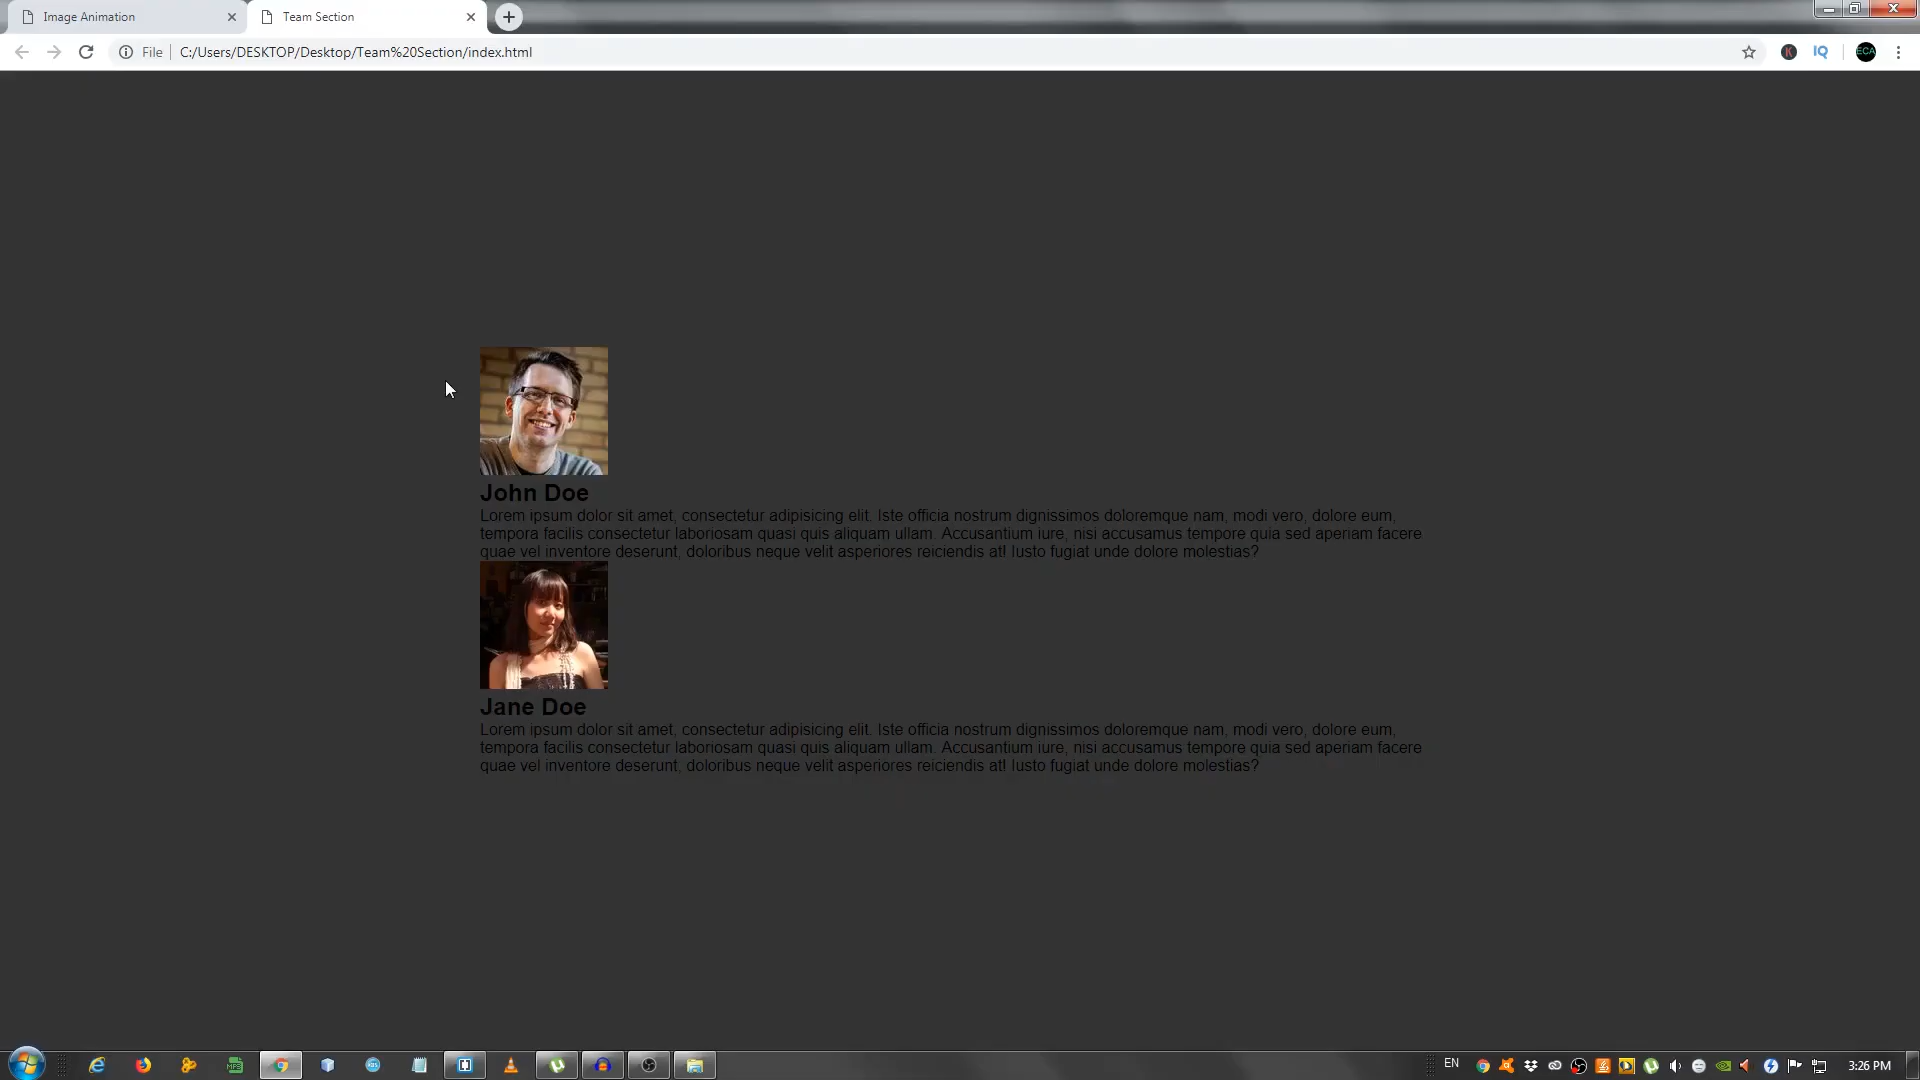 Image Animation
Team Section
File
C:/Users/DESKTOP/Desktop/Team%20Section/index.html
K
IQ
ECA
John Doe
Lorem ipsum dolor sit amet, consectetur adipisicing elit. Iste officia nostrum dignissimos doloremque nam, modi vero, dolore eum,
tempora facilis consectetur laboriosam quasi quis aliquam ullam. Accusantium iure, nisi accusamus tempore quia sed aperiam facere
quae vel inventore deserunt, doloribus neque velit asperiores reiciendis at! Iusto fugiat unde dolore molestias?
Jane Doe
Lorem ipsum dolor sit amet, consectetur adipisicing elit. Iste officia nostrum dignissimos doloremque nam, modi vero, dolore eum,
tempora facilis consectetur laboriosam quasi quis aliquam ullam. Accusantium iure, nisi accusamus tempore quia sed aperiam facere
quae vel inventore deserunt, doloribus neque velit asperiores reiciendis at! Iusto fugiat unde dolore molestias?
EN
3:26 PM